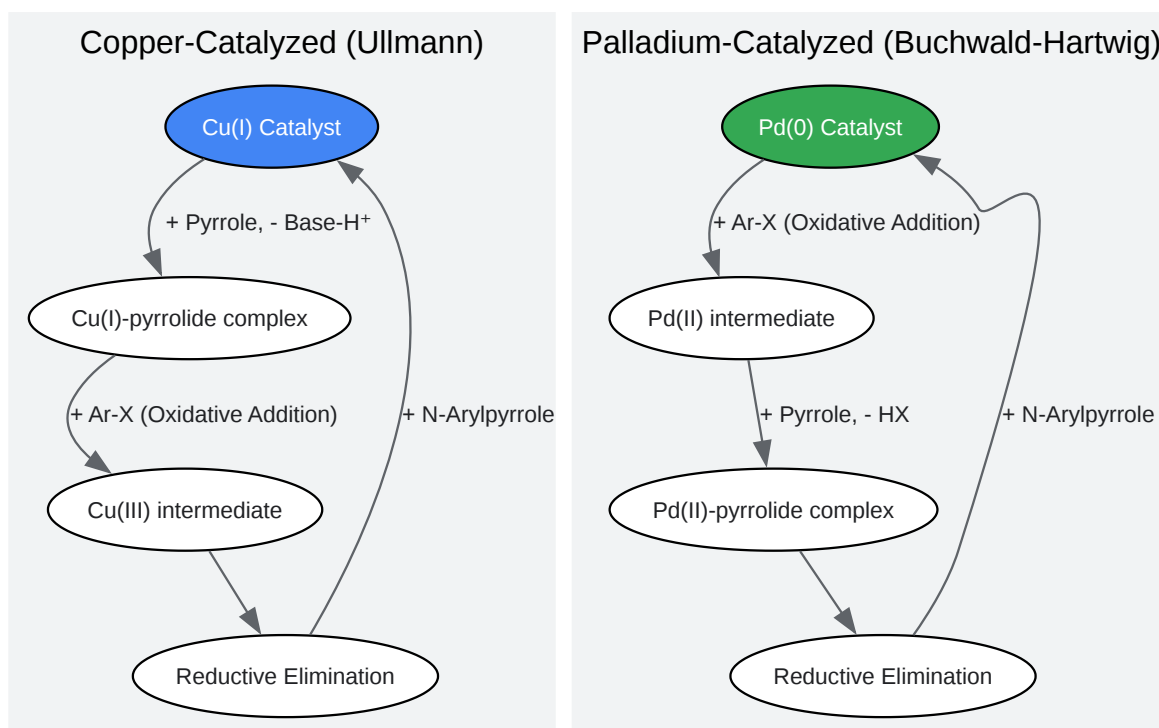 Copper-Catalyzed (Ullmann)
Cu(I) Catalyst
+ Pyrrole, - Base-H⁺
Cu(I)-pyrrolide complex
+ Ar-X (Oxidative Addition)
+ N-Arylpyrrole
Cu(III) intermediate
Reductive Elimination
Palladium-Catalyzed (Buchwald-Hartwig)
Pd(0) Catalyst
+ Ar-X (Oxidative Addition)
Pd(II) intermediate
+ Pyrrole, - HX
+ N-Arylpyrrole
Pd(II)-pyrrolide complex
Reductive Elimination